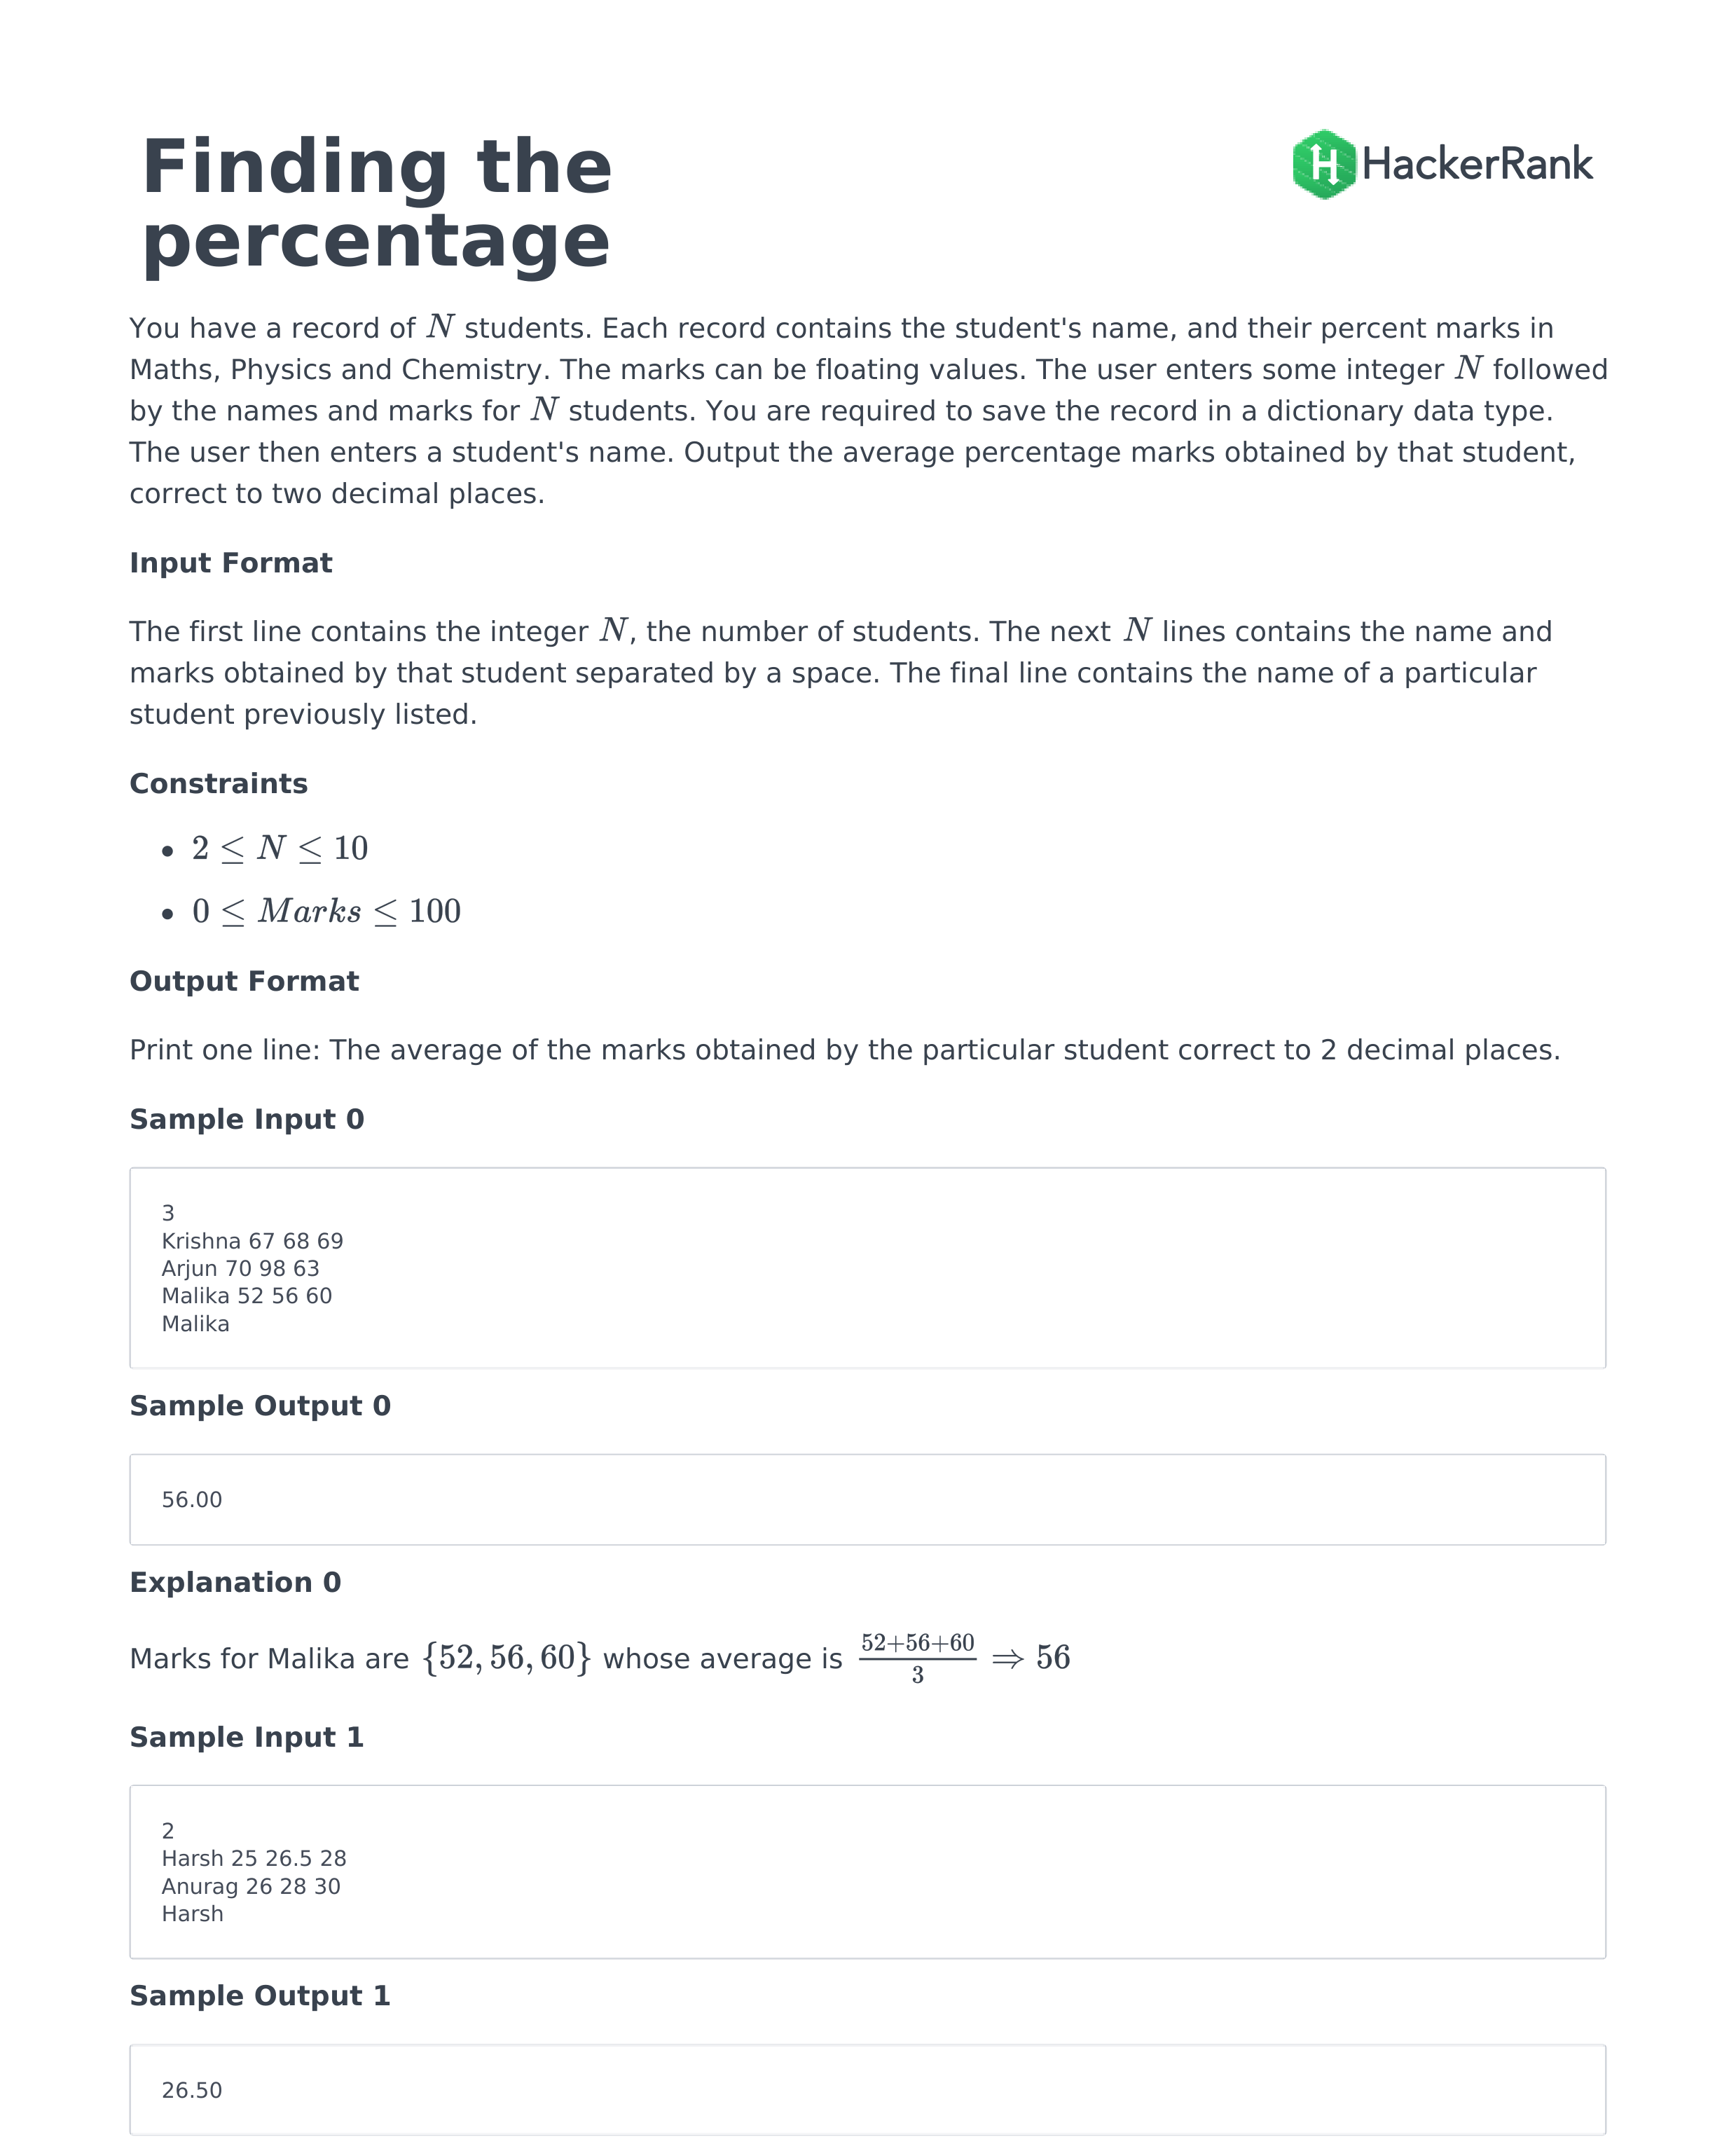 Finding the
percentage
HackerRank
You have a record of N students. Each record contains the student's name, and their percent marks in
Maths, Physics and Chemistry. The marks can be floating values. The user enters some integer N followed
by the names and marks for N students. You are required to save the record in a dictionary data type.
The user then enters a student's name. Output the average percentage marks obtained by that student,
correct to two decimal places.
Input Format
The first line contains the integer N, the number of students. The next N lines contains the name and
marks obtained by that student separated by a space. The final line contains the name of a particular
student previously listed.
Constraints
• 2 ≤ N ≤ 10
• 0 ≤ Marks ≤ 100
Output Format
Print one line: The average of the marks obtained by the particular student correct to 2 decimal places.
Sample Input 0
3
Krishna 67 68 69
Arjun 70 98 63
Malika 52 56 60
Malika
Sample Output 0
56.00
Explanation 0
Marks for Malika are {52, 56, 60} whose average is (52+56+60)/3 ⇒ 56
Sample Input 1
2
Harsh 25 26.5 28
Anurag 26 28 30
Harsh
Sample Output 1
26.50